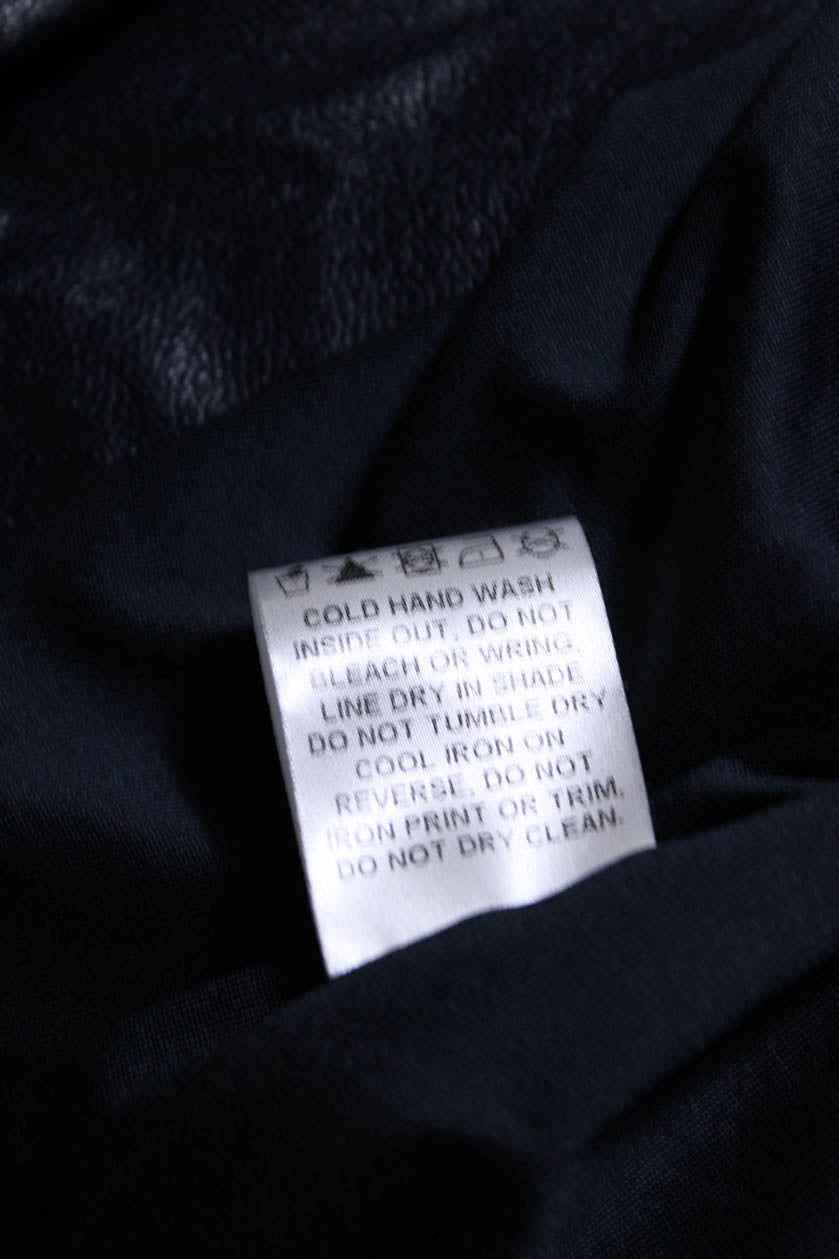 COLD HAND WASH
INSIDE OUT. DO NOT
BLEACH OR WRING.
LINE DRY IN SHADE
DO NOT TUMBLE DRY
COOL IRON ON
REVERSE. DO NOT
IRON PRINT OR TRIM.
DO NOT DRY CLEAN.